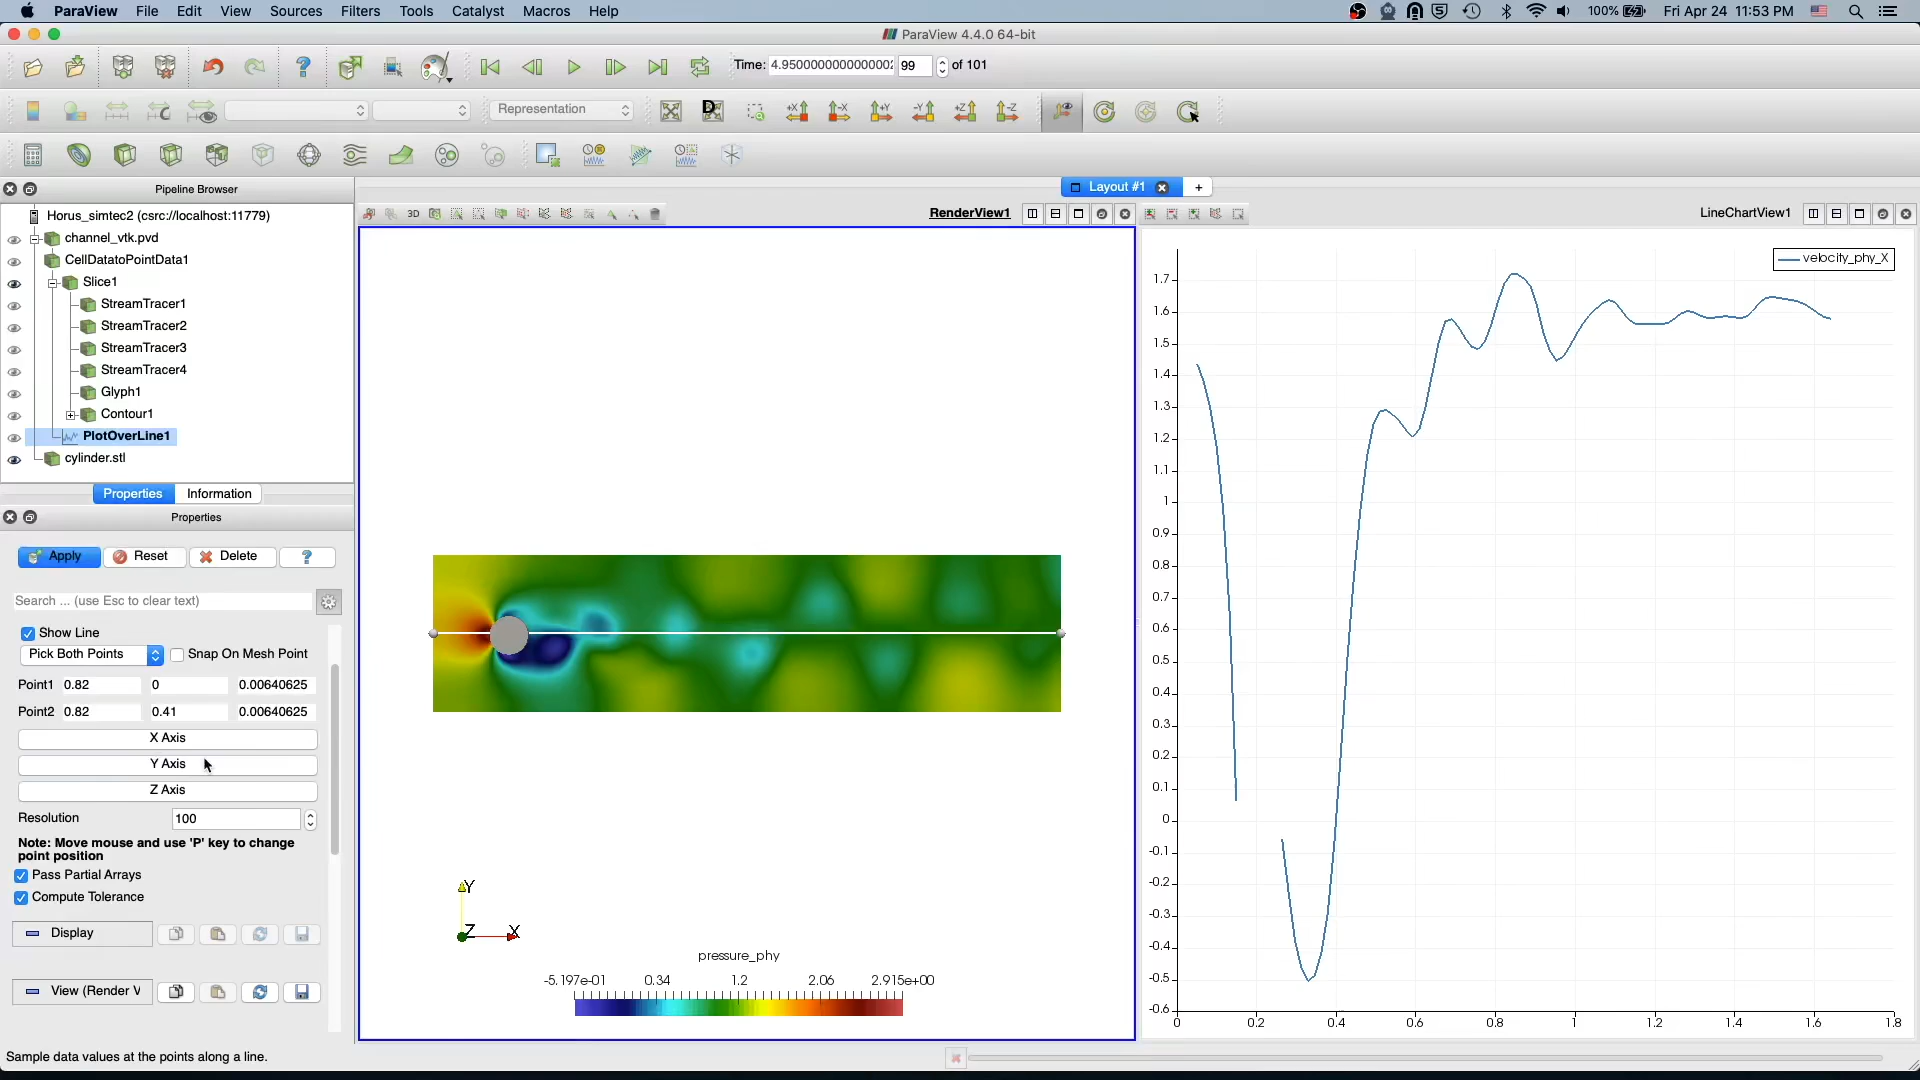 ParaView File Edit View Sources Filters Tools Catalyst Macros Help
100% Fri Apr 24 11:53 PM
ParaView 4.4.0 64-bit
Time: 4.950000000000002 99 of 101
Representation
Pipeline Browser
Layout #1 +
Horus_simtec2 (csrc://localhost:11779)
3D RenderView1
LineChartView1
channel_vtk.pvd
CellDatatoPointData1
Slice1
StreamTracer1
StreamTracer2
StreamTracer3
StreamTracer4
Glyph1
Contour1
PlotOverLine1
cylinder.stl
Properties Information
Properties
Apply Reset Delete ?
Search ... (use Esc to clear text)
Show Line
Pick Both Points Snap On Mesh Point
Point1 0.82 0 0.00640625
Point2 0.82 0.41 0.00640625
X Axis
Y Axis
Z Axis
Resolution 100
Note: Move mouse and use 'P' key to change
point position
Pass Partial Arrays
Compute Tolerance
Display
View (Render V
Sample data values at the points along a line.
Y
Z X
pressure_phy
-5.197e-01 0.34 1.2 2.06 2.915e+00
velocity_phy_X
1.7
1.6
1.5
1.4
1.3
1.2
1.1
1
0.9
0.8
0.7
0.6
0.5
0.4
0.3
0.2
0.1
0
-0.1
-0.2
-0.3
-0.4
-0.5
-0.6
0 0.2 0.4 0.6 0.8 1 1.2 1.4 1.6 1.8